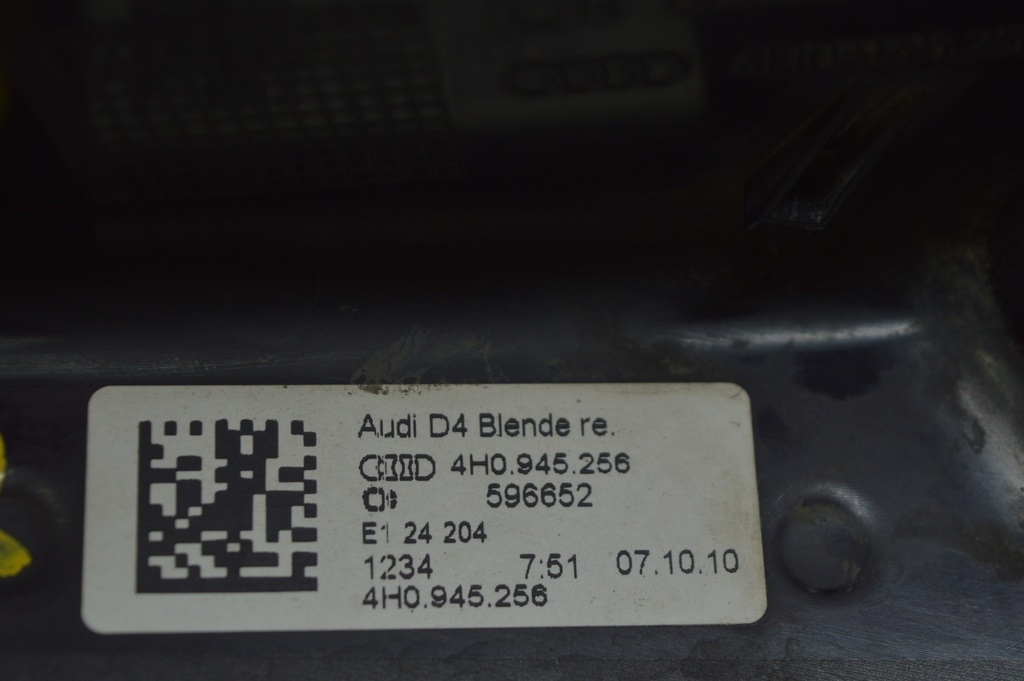 Audi D4 Blende re.
4H0.945.256
596652
E1 24 204
1234 7:51 07.10.10
4H0.945.256